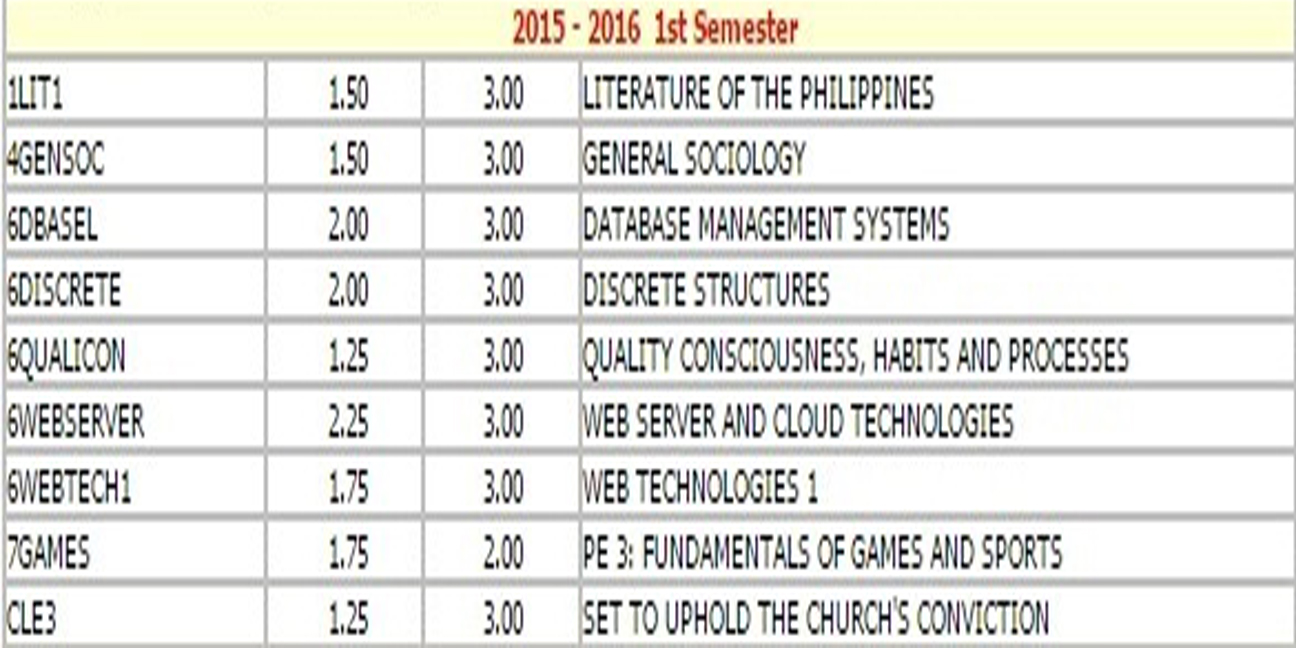 2015 - 2016 1st Semester
1LIT1 1.50 3.00 LITERATURE OF THE PHILIPPINES
4GENSOC 1.50 3.00 GENERAL SOCIOLOGY
6DBASEL 2.00 3.00 DATABASE MANAGEMENT SYSTEMS
6DISCRETE 2.00 3.00 DISCRETE STRUCTURES
6QUALICON 1.25 3.00 QUALITY CONSCIOUSNESS, HABITS AND PROCESSES
6WEBSERVER 2.25 3.00 WEB SERVER AND CLOUD TECHNOLOGIES
6WEBTECH1 1.75 3.00 WEB TECHNOLOGIES 1
7GAMES 1.75 2.00 PE 3: FUNDAMENTALS OF GAMES AND SPORTS
CLE3 1.25 3.00 SET TO UPHOLD THE CHURCH'S CONVICTION